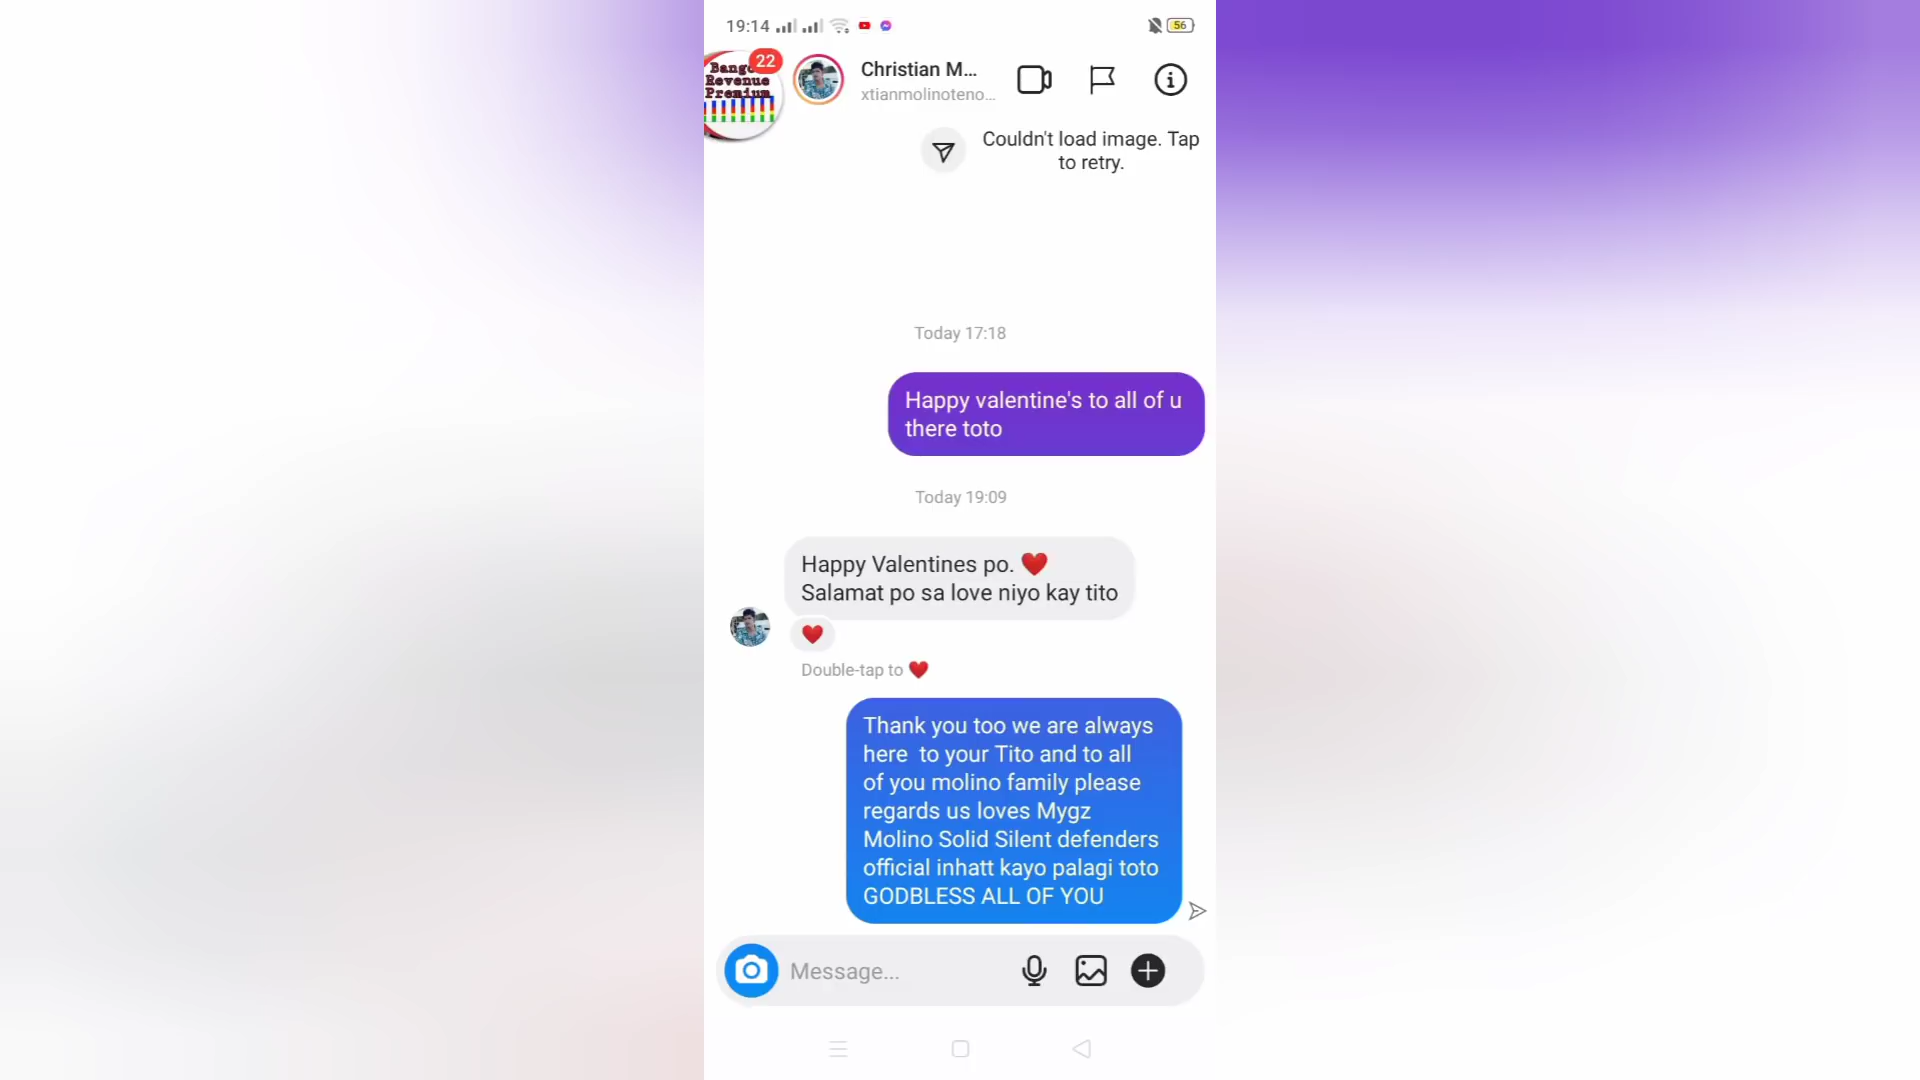 19:14
56
22
Bango
Revenue
Premium
Christian M...
xtianmolinoteno...
Couldn't load image. Tap
to retry.
Today 17:18
Happy valentine's to all of u
there toto
Today 19:09
Happy Valentines po. ❤️
Salamat po sa love niyo kay tito
❤️
Double-tap to ❤️
Thank you too we are always
here  to your Tito and to all
of you molino family please
regards us loves Mygz
Molino Solid Silent defenders
official inhatt kayo palagi toto
GODBLESS ALL OF YOU
Message...